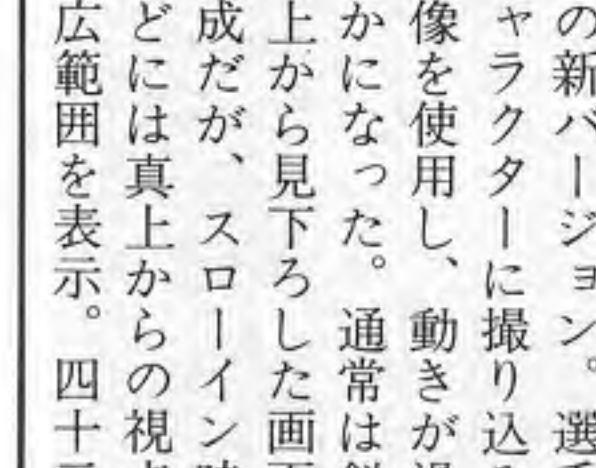 の新バージョン。選
ャラクターに撮り込
像を使用し、動きが
かになった。通常は
上から見下ろした画
成だが、スローイン
どには真上からの視
広範囲を表示。四十